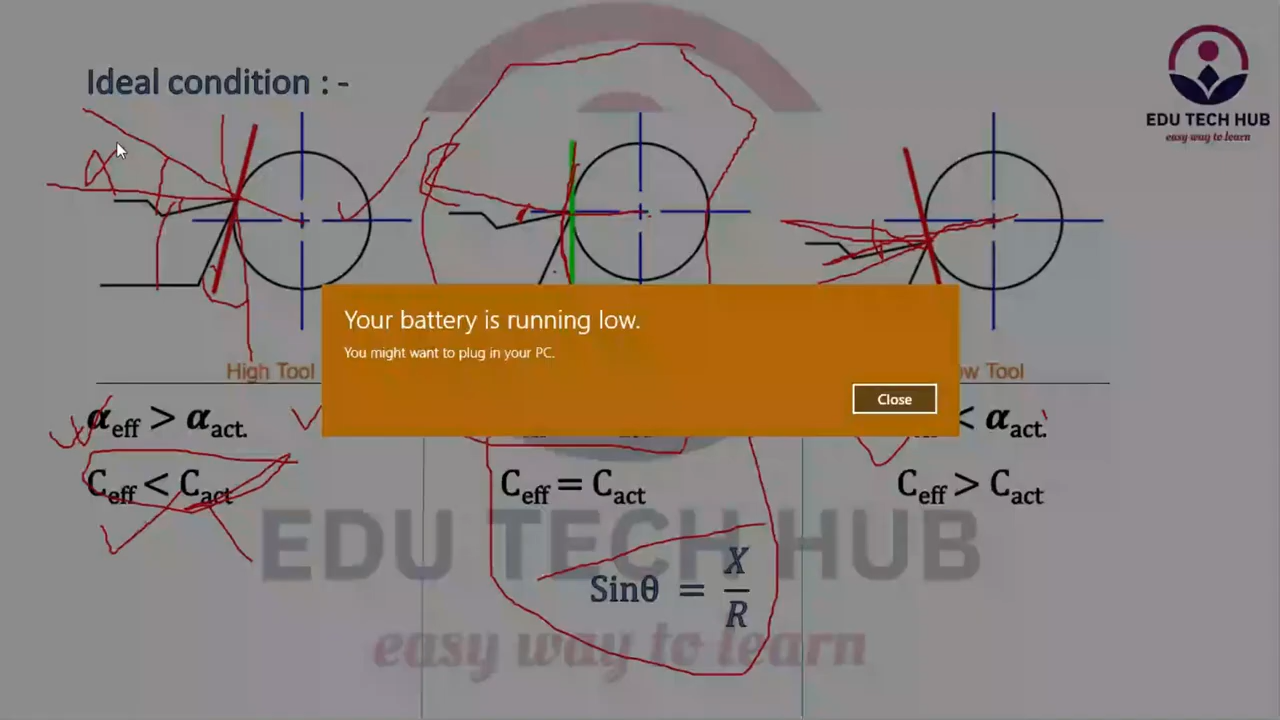 Ideal condition : -
EDU TECH HUB
easy way to learn
α
Your battery is running low.
You might want to plug in your PC.
Close
High Tool
ow Tool
α_eff > α_act.
< α_act.
C_eff < C_act
C_eff = C_act
C_eff > C_act
EDU TECH HUB
Sinθ = X/R
easy way to learn